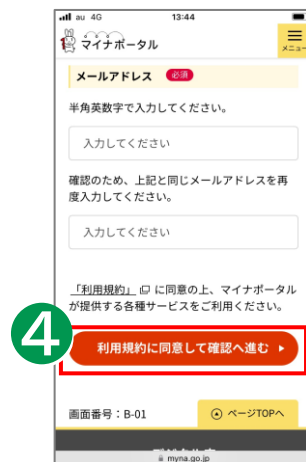 au 4G 13:44
マイナポータル
メニュー
メールアドレス 必須
半角英数字で入力してください。
入力してください
確認のため、上記と同じメールアドレスを再
度入力してください。
入力してください
「利用規約」 に同意の上、マイナポータル
が提供する各種サービスをご利用ください。
4
利用規約に同意して確認へ進む
画面番号：B-01
ページTOPへ
myna.go.jp